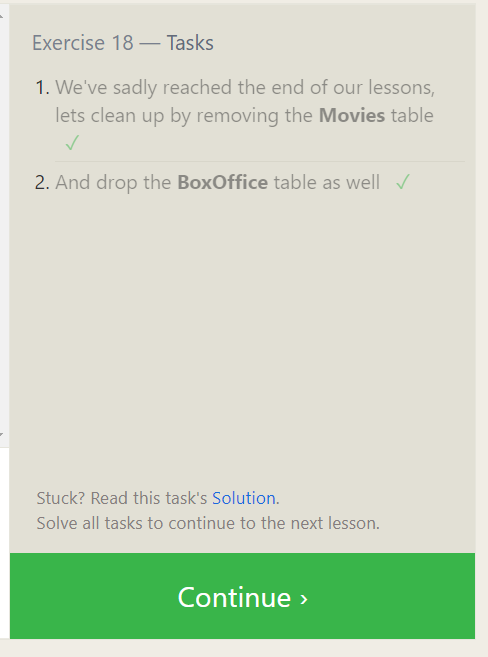 Exercise 18 — Tasks
1. We've sadly reached the end of our lessons,
lets clean up by removing the Movies table
✓
2. And drop the BoxOffice table as well ✓
Stuck? Read this task's Solution.
Solve all tasks to continue to the next lesson.
Continue ›